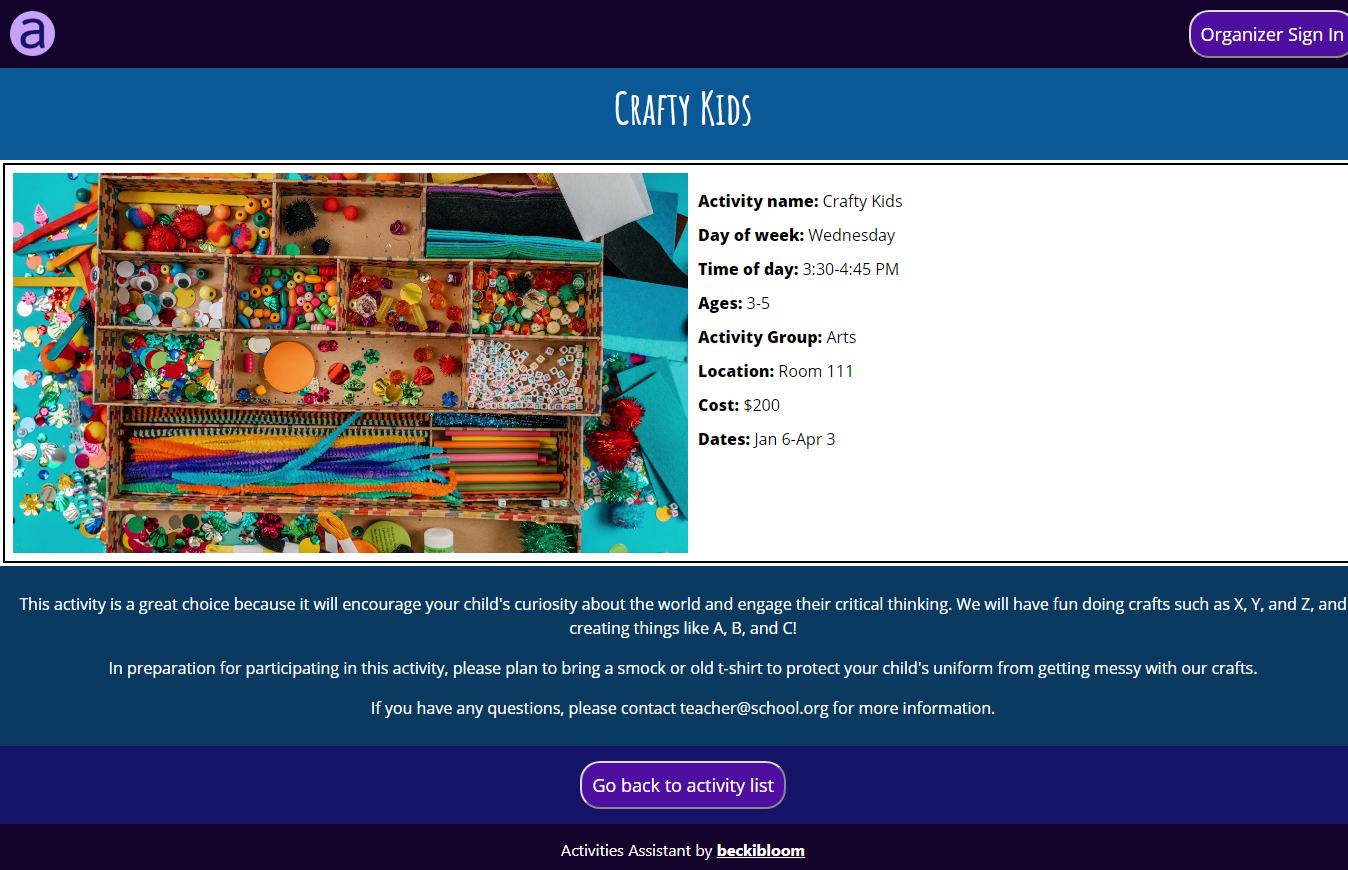 a
Organizer Sign In
Crafty Kids
Activity name: Crafty Kids
Day of week: Wednesday
Time of day: 3:30-4:45 PM
Ages: 3-5
Activity Group: Arts
Location: Room 111
Cost: $200
Dates: Jan 6-Apr 3
This activity is a great choice because it will encourage your child's curiosity about the world and engage their critical thinking. We will have fun doing crafts such as X, Y, and Z, and
creating things like A, B, and C!
In preparation for participating in this activity, please plan to bring a smock or old t-shirt to protect your child's uniform from getting messy with our crafts.
If you have any questions, please contact teacher@school.org for more information.
Go back to activity list
Activities Assistant by beckibloom